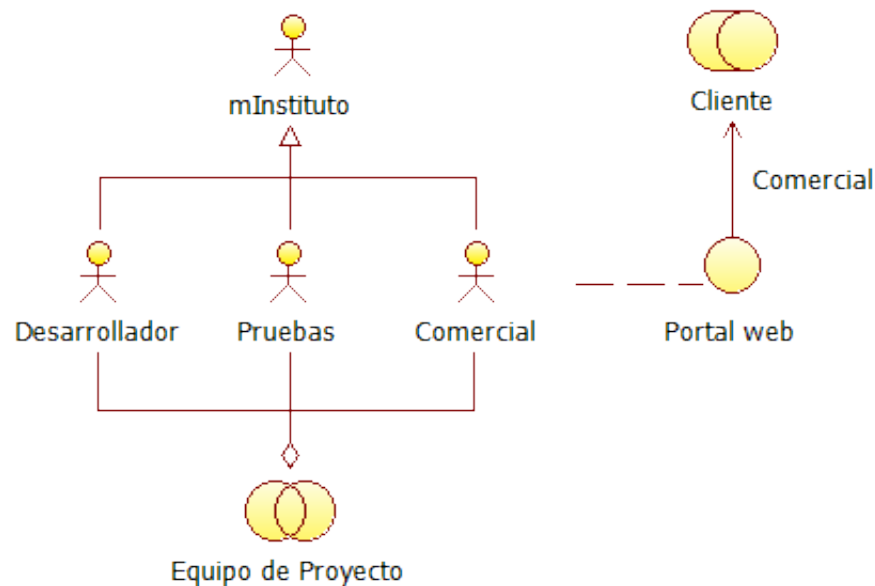 mInstituto
Cliente
Comercial
Desarrollador
Pruebas
Comercial
Portal web
Equipo de Proyecto